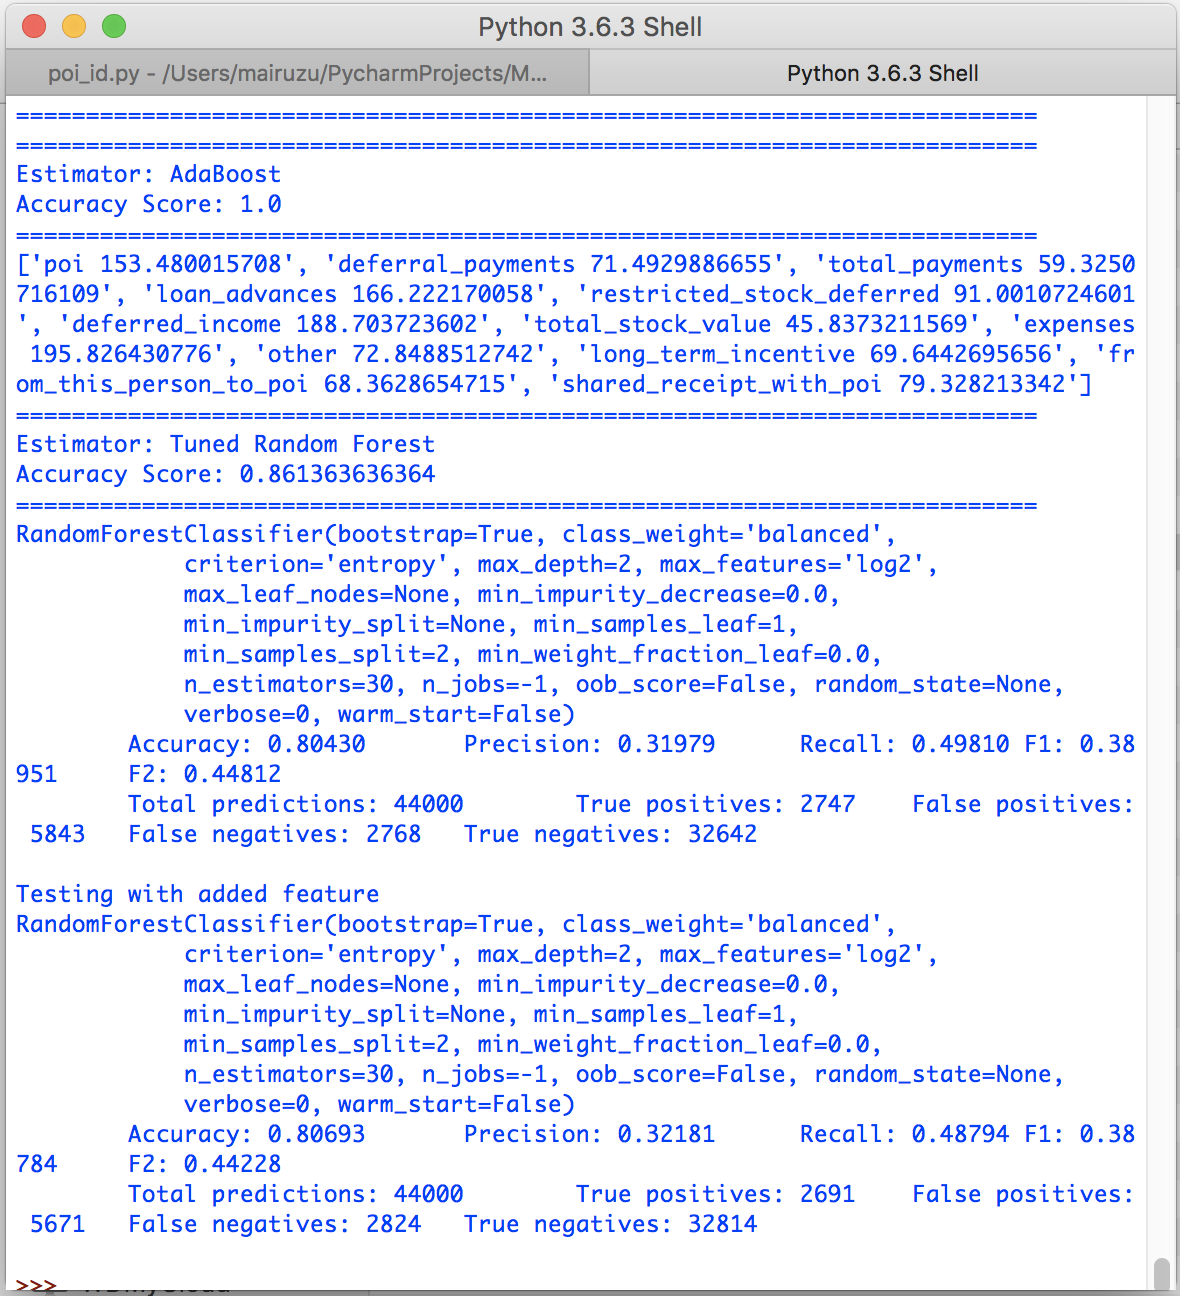 Python 3.6.3 Shell
poi_id.py - /Users/mairuzu/PycharmProjects/M...
Python 3.6.3 Shell
=========================================================================
=========================================================================
Estimator: AdaBoost
Accuracy Score: 1.0
=========================================================================
['poi 153.480015708', 'deferral_payments 71.4929886655', 'total_payments 59.3250
716109', 'loan_advances 166.222170058', 'restricted_stock_deferred 91.0010724601
', 'deferred_income 188.703723602', 'total_stock_value 45.8373211569', 'expenses
 195.826430776', 'other 72.8488512742', 'long_term_incentive 69.6442695656', 'fr
om_this_person_to_poi 68.3628654715', 'shared_receipt_with_poi 79.328213342']
=========================================================================
Estimator: Tuned Random Forest
Accuracy Score: 0.861363636364
=========================================================================
RandomForestClassifier(bootstrap=True, class_weight='balanced',
            criterion='entropy', max_depth=2, max_features='log2',
            max_leaf_nodes=None, min_impurity_decrease=0.0,
            min_impurity_split=None, min_samples_leaf=1,
            min_samples_split=2, min_weight_fraction_leaf=0.0,
            n_estimators=30, n_jobs=-1, oob_score=False, random_state=None,
            verbose=0, warm_start=False)
        Accuracy: 0.80430       Precision: 0.31979      Recall: 0.49810 F1: 0.38
951     F2: 0.44812
        Total predictions: 44000        True positives: 2747    False positives:
 5843   False negatives: 2768   True negatives: 32642
Testing with added feature
RandomForestClassifier(bootstrap=True, class_weight='balanced',
            criterion='entropy', max_depth=2, max_features='log2',
            max_leaf_nodes=None, min_impurity_decrease=0.0,
            min_impurity_split=None, min_samples_leaf=1,
            min_samples_split=2, min_weight_fraction_leaf=0.0,
            n_estimators=30, n_jobs=-1, oob_score=False, random_state=None,
            verbose=0, warm_start=False)
        Accuracy: 0.80693       Precision: 0.32181      Recall: 0.48794 F1: 0.38
784     F2: 0.44228
        Total predictions: 44000        True positives: 2691    False positives:
 5671   False negatives: 2824   True negatives: 32814
>>>